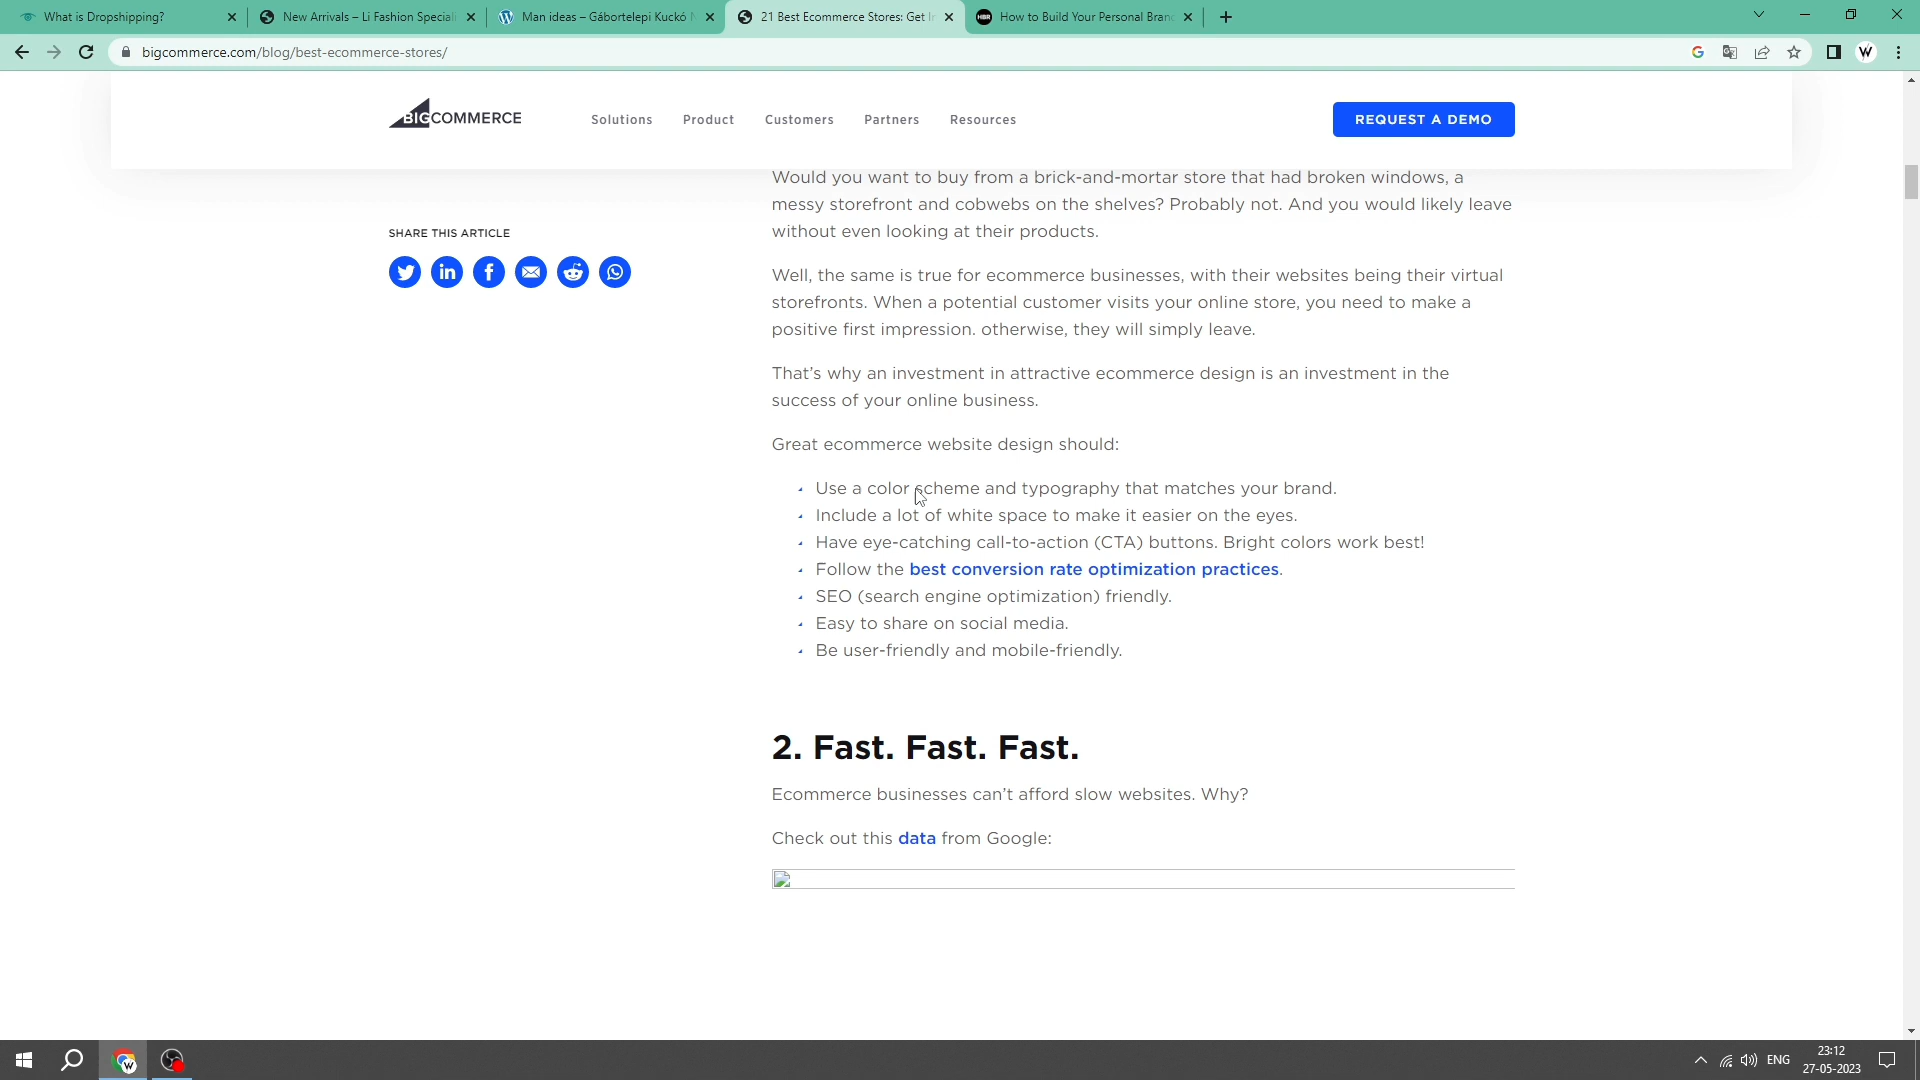 What is Dropshipping?
New Arrivals – Li Fashion Speciali
Man ideas – Gábortelepi Kuckó
21 Best Ecommerce Stores: Get In
HBR
How to Build Your Personal Branc
bigcommerce.com/blog/best-ecommerce-stores/
W
BIGCOMMERCE
Solutions
Product
Customers
Partners
Resources
REQUEST A DEMO
SHARE THIS ARTICLE
Would you want to buy from a brick-and-mortar store that had broken windows, a
messy storefront and cobwebs on the shelves? Probably not. And you would likely leave
without even looking at their products.
Well, the same is true for ecommerce businesses, with their websites being their virtual
storefronts. When a potential customer visits your online store, you need to make a
positive first impression. otherwise, they will simply leave.
That's why an investment in attractive ecommerce design is an investment in the
success of your online business.
Great ecommerce website design should:
Use a color scheme and typography that matches your brand.
Include a lot of white space to make it easier on the eyes.
Have eye-catching call-to-action (CTA) buttons. Bright colors work best!
Follow the best conversion rate optimization practices.
SEO (search engine optimization) friendly.
Easy to share on social media.
Be user-friendly and mobile-friendly.
2. Fast. Fast. Fast.
Ecommerce businesses can't afford slow websites. Why?
Check out this data from Google:
ENG
23:12
27-05-2023